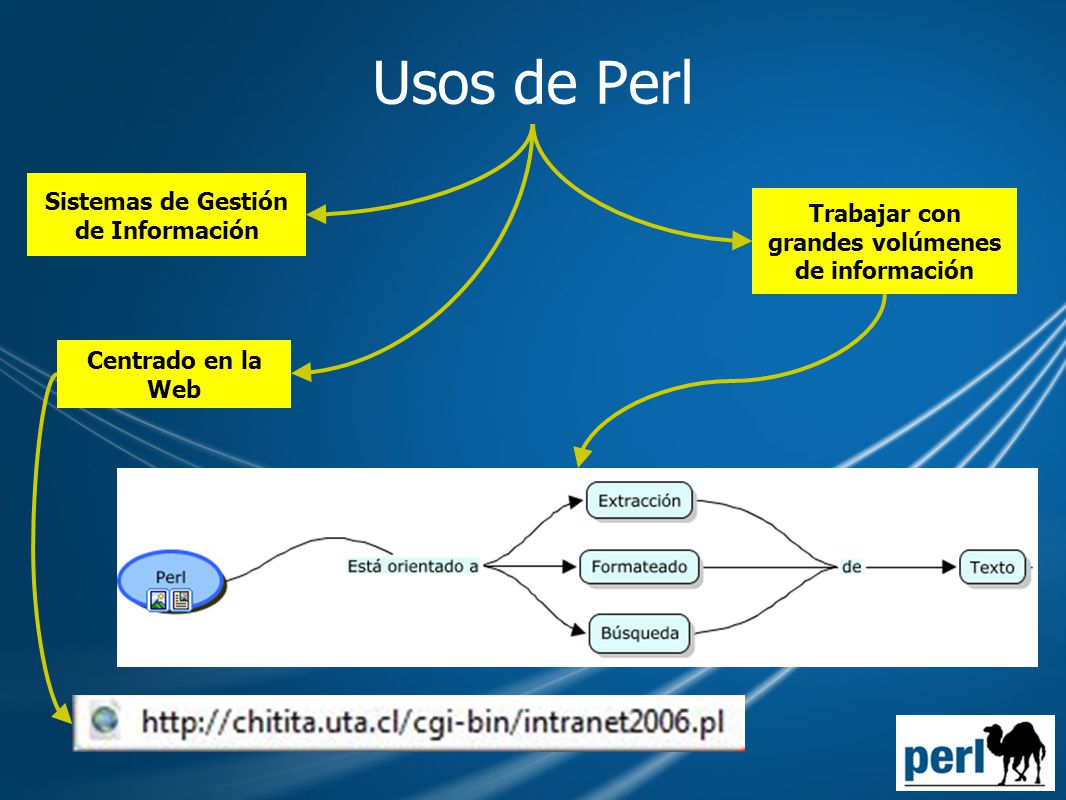 Usos de Perl
Sistemas de Gestión
de Información
Trabajar con
grandes volúmenes
de información
Centrado en la
Web
Extracción
Perl
Está orientado a
Formateado
de
Texto
Búsqueda
http://chitita.uta.cl/cgi-bin/intranet2006.pl
perl